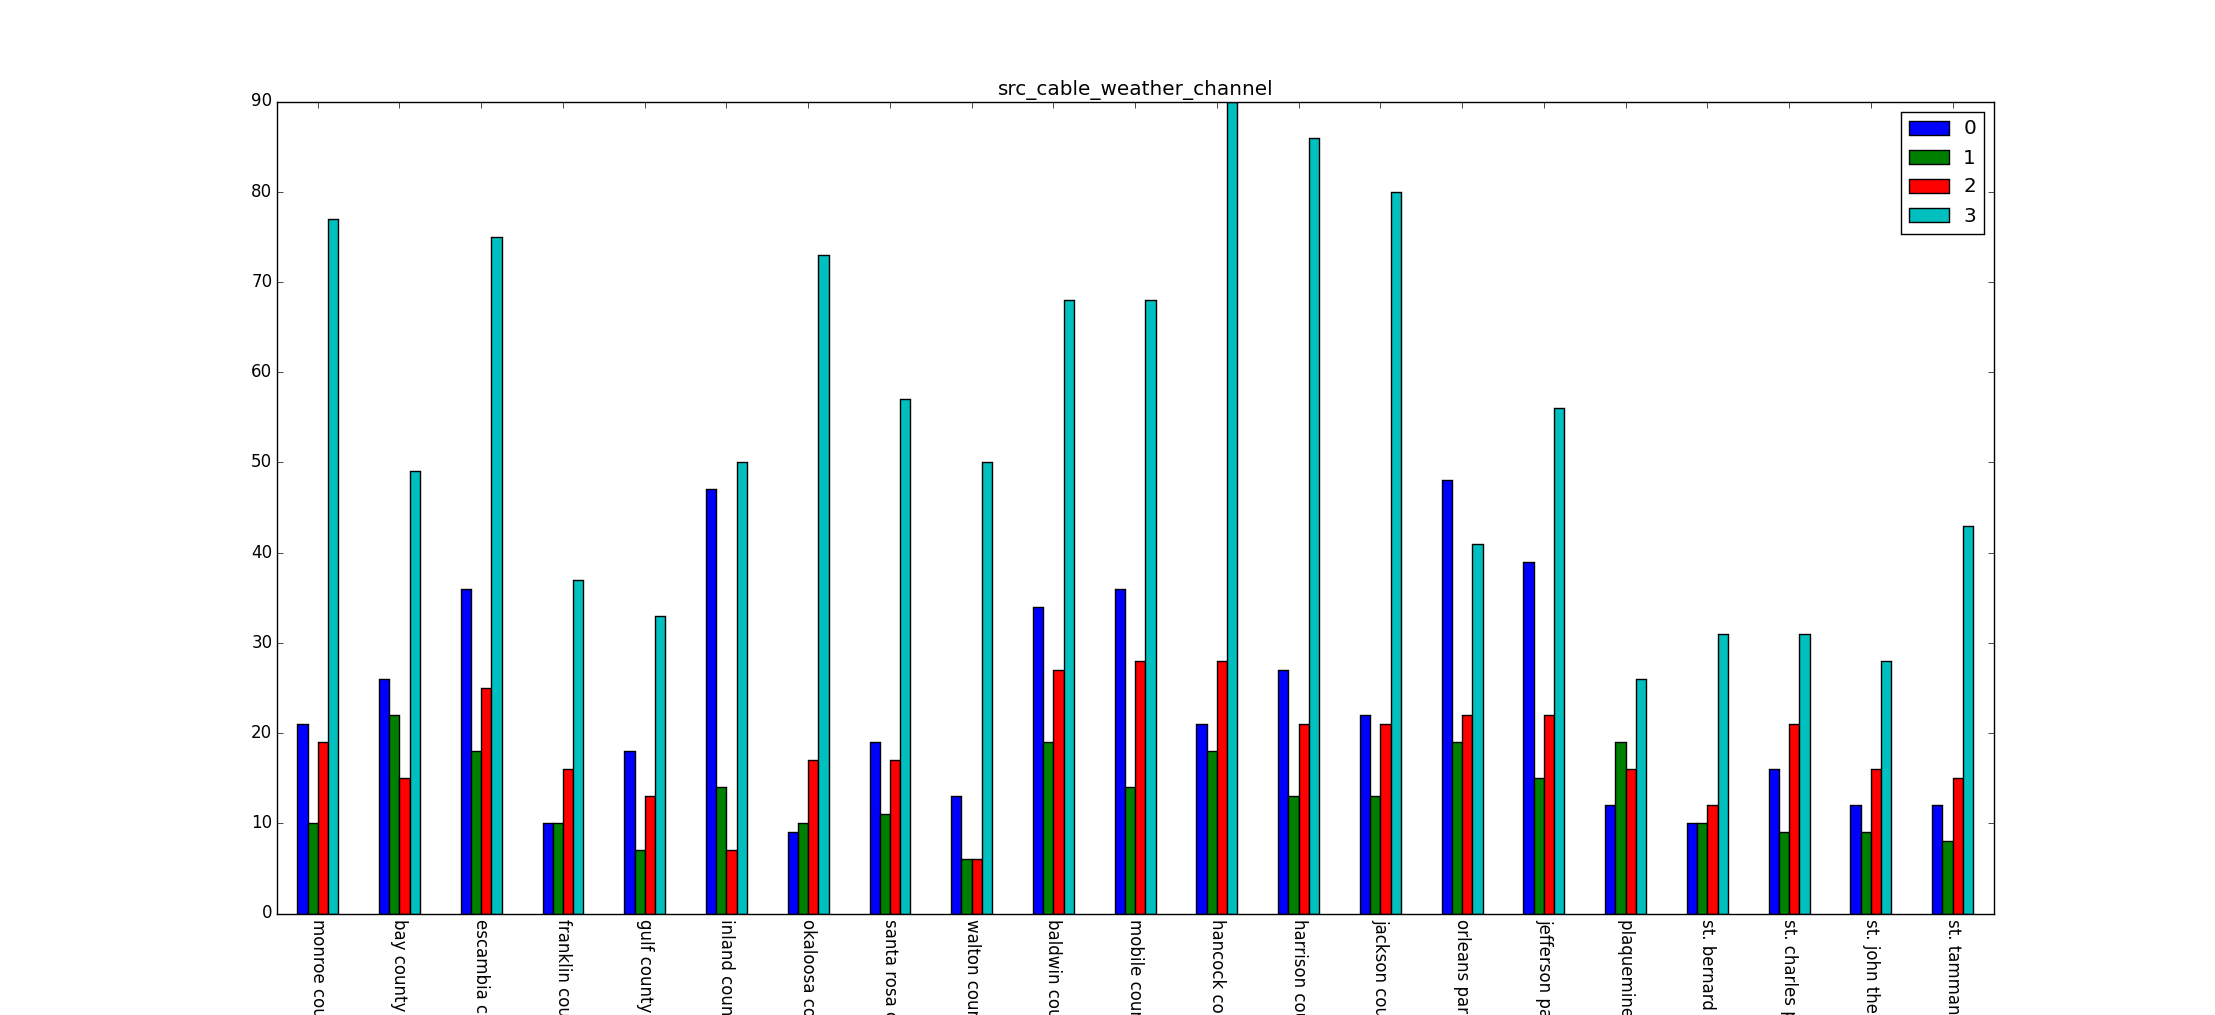 src_cable_weather_channel
90
80
70
60
50
40
30
20
10
0
0
1
2
3
monroe cou
bay county
escambia c
franklin cou
gulf county
inland coun
okaloosa co
santa rosa c
walton coun
baldwin cou
mobile coun
hancock co
harrison cou
jackson cou
orleans par
jefferson pa
plaquemine
st. bernard
st. charles p
st. john the
st. tamman